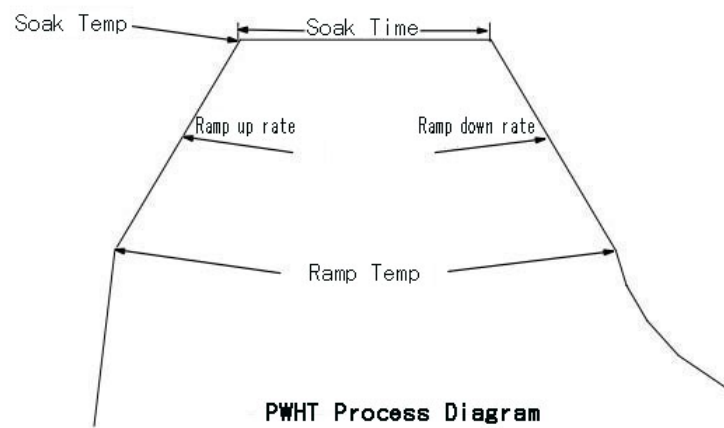 Soak Temp
Soak Time
Ramp up rate
Ramp down rate
Ramp Temp
PWHT Process Diagram